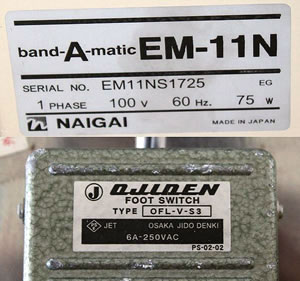 band-A-matic EM-11N
SERIAL NO. EM11NS1725 EG
1 PHASE 100 v 60 Hz. 75 W
NAIGAI MADE IN JAPAN
J OJIDEN
FOOT SWITCH
TYPE OFL-V-S3
JET OSAKA JIDO DENKI
6A-250VAC
PS-02-02